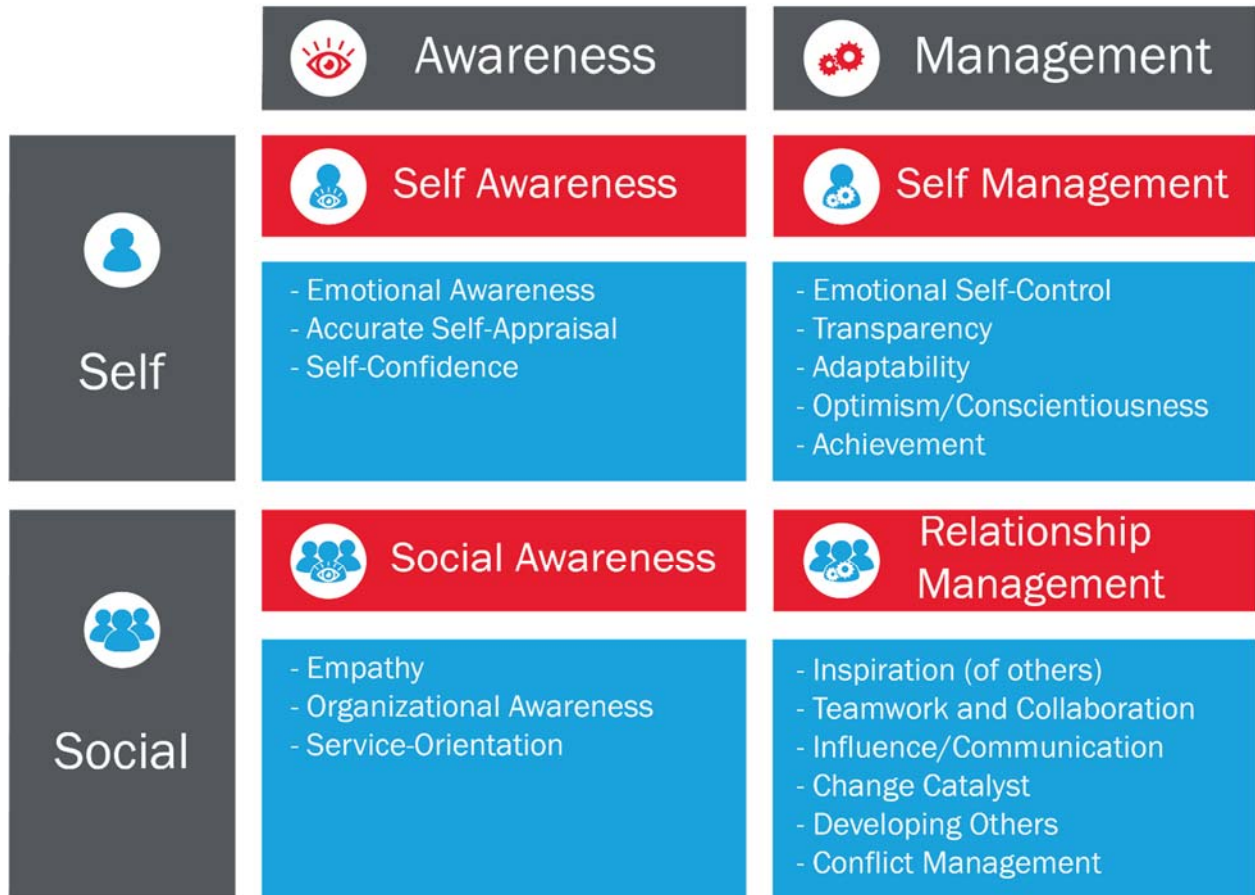 Awareness
Management
Self
Self Awareness
- Emotional Awareness
- Accurate Self-Appraisal
- Self-Confidence
Self Management
- Emotional Self-Control
- Transparency
- Adaptability
- Optimism/Conscientiousness
- Achievement
Social
Social Awareness
- Empathy
- Organizational Awareness
- Service-Orientation
Relationship
Management
- Inspiration (of others)
- Teamwork and Collaboration
- Influence/Communication
- Change Catalyst
- Developing Others
- Conflict Management